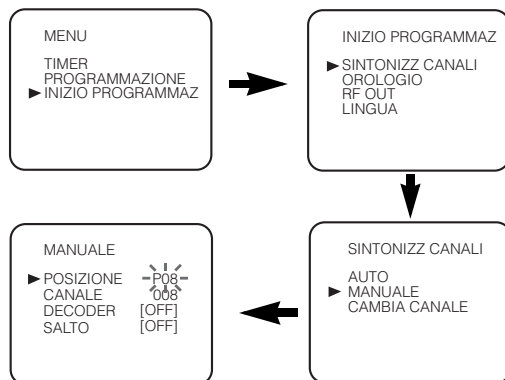 MENU
TIMER
PROGRAMMAZIONE
INIZIO PROGRAMMAZ
INIZIO PROGRAMMAZ
SINTONIZZ CANALI
OROLOGIO
RF OUT
LINGUA
SINTONIZZ CANALI
AUTO
MANUALE
CAMBIA CANALE
MANUALE
POSIZIONE P08
CANALE 008
DECODER [OFF]
SALTO [OFF]